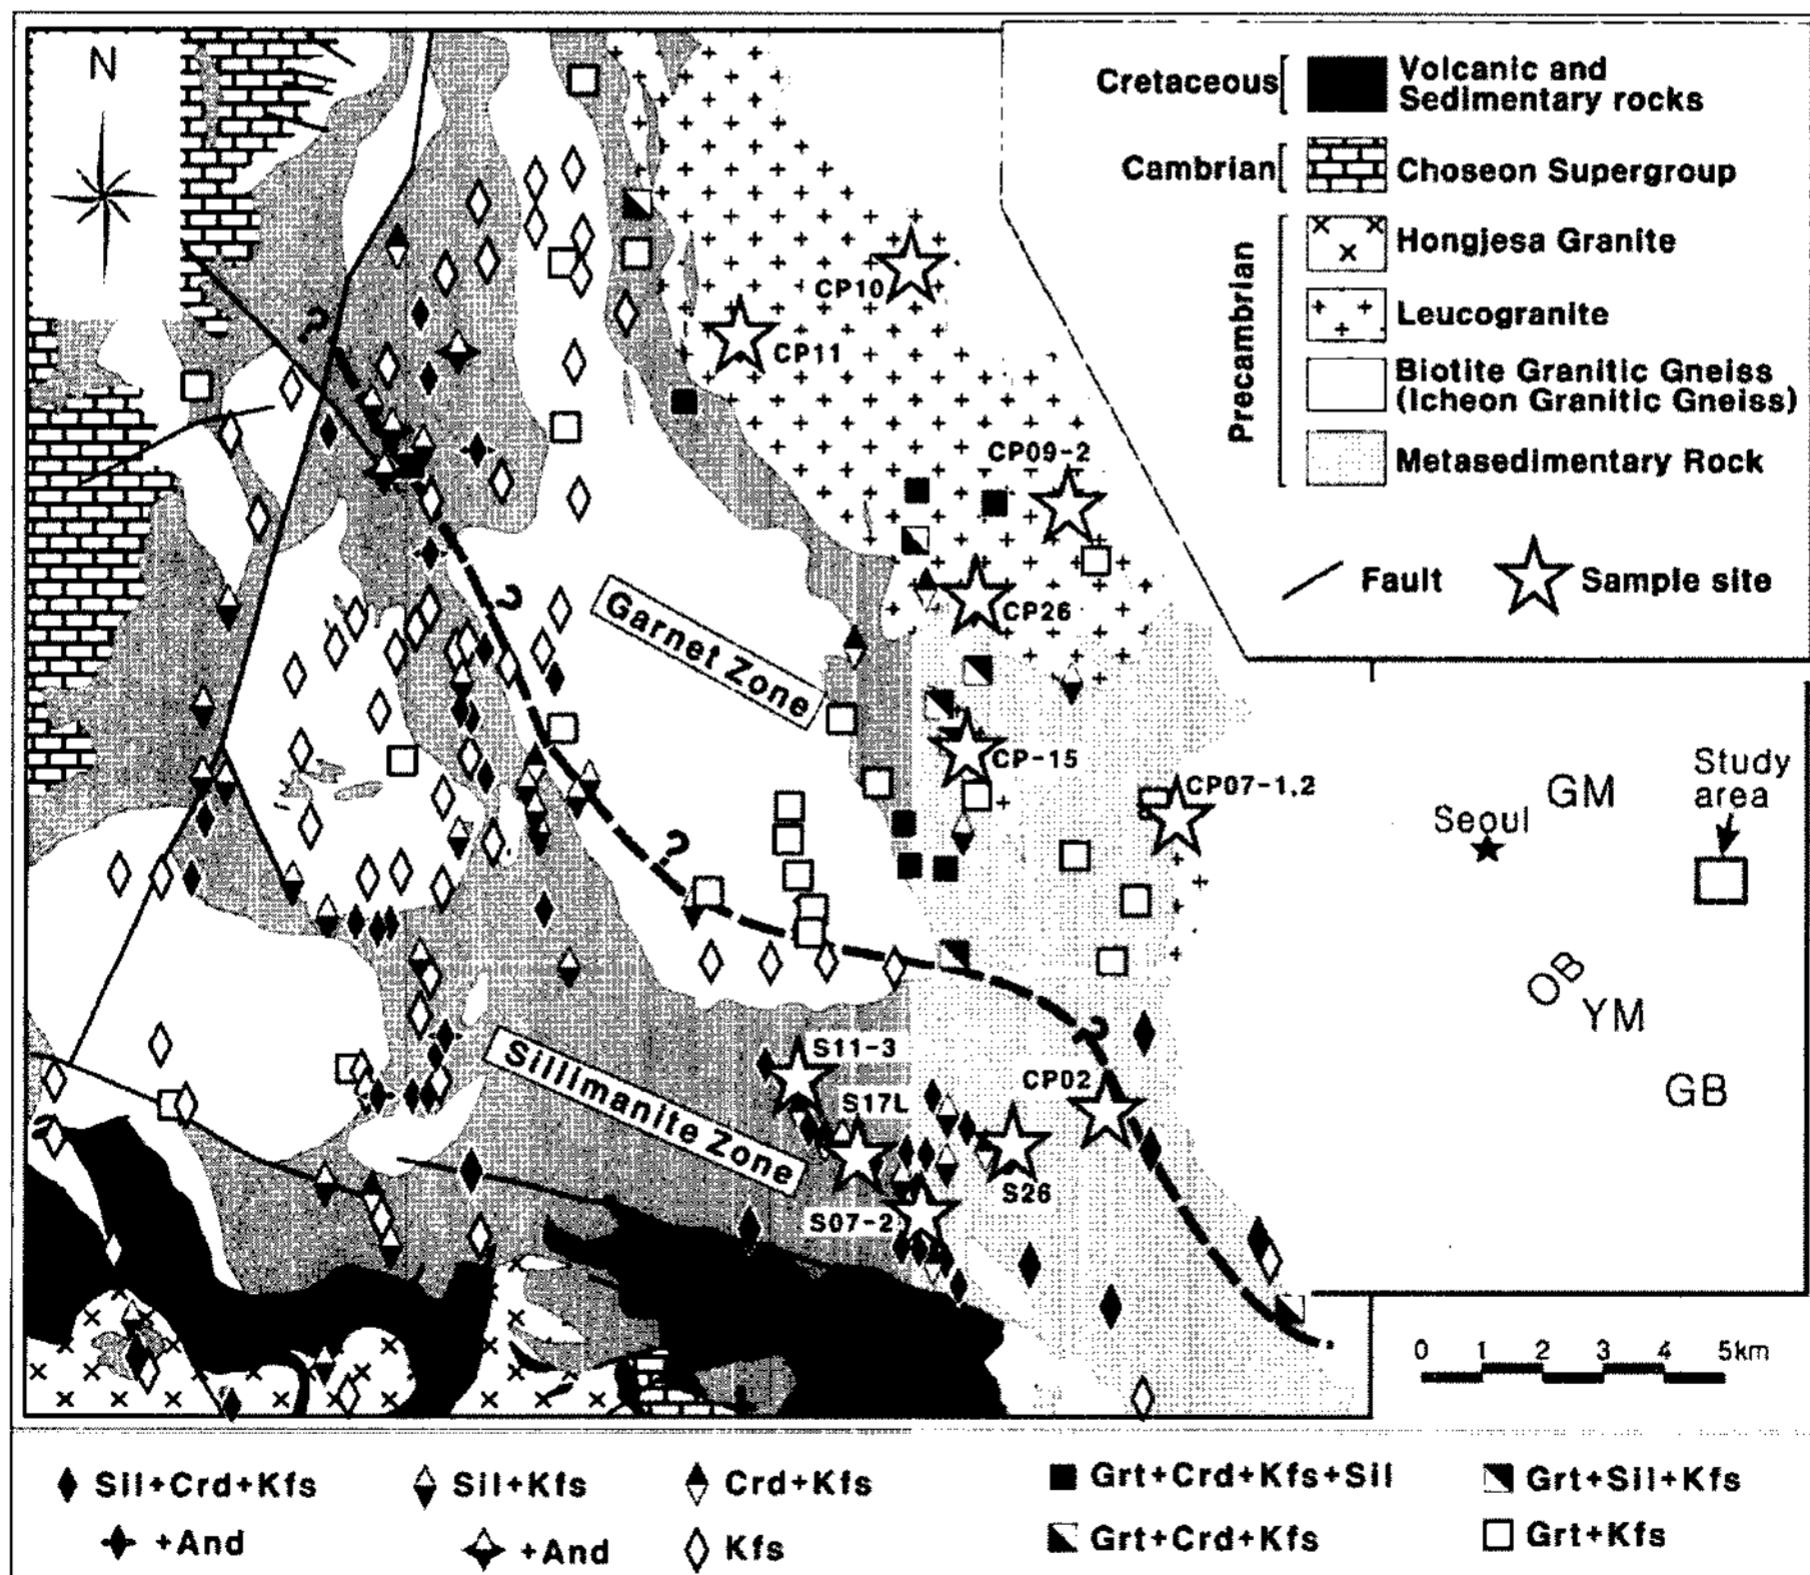 N
Cretaceous
Volcanic and
Sedimentary rocks
Cambrian
Choseon Supergroup
Precambrian
Hongjesa Granite
Leucogranite
Biotite Granitic Gneiss
(Icheon Granitic Gneiss)
Metasedimentary Rock
Fault
Sample site
?
CP10
CP11
CP09-2
?
Garnet Zone
CP26
CP-15
CP07-1,2
?
?
Sillimanite Zone
S11-3
S17L
CP02
S26
S07-2
Seoul
GM
Study
area
OB
YM
GB
0 1 2 3 4 5km
Sil+Crd+Kfs
Sil+Kfs
Crd+Kfs
Grt+Crd+Kfs+Sil
Grt+Sil+Kfs
+And
+And
Kfs
Grt+Crd+Kfs
Grt+Kfs